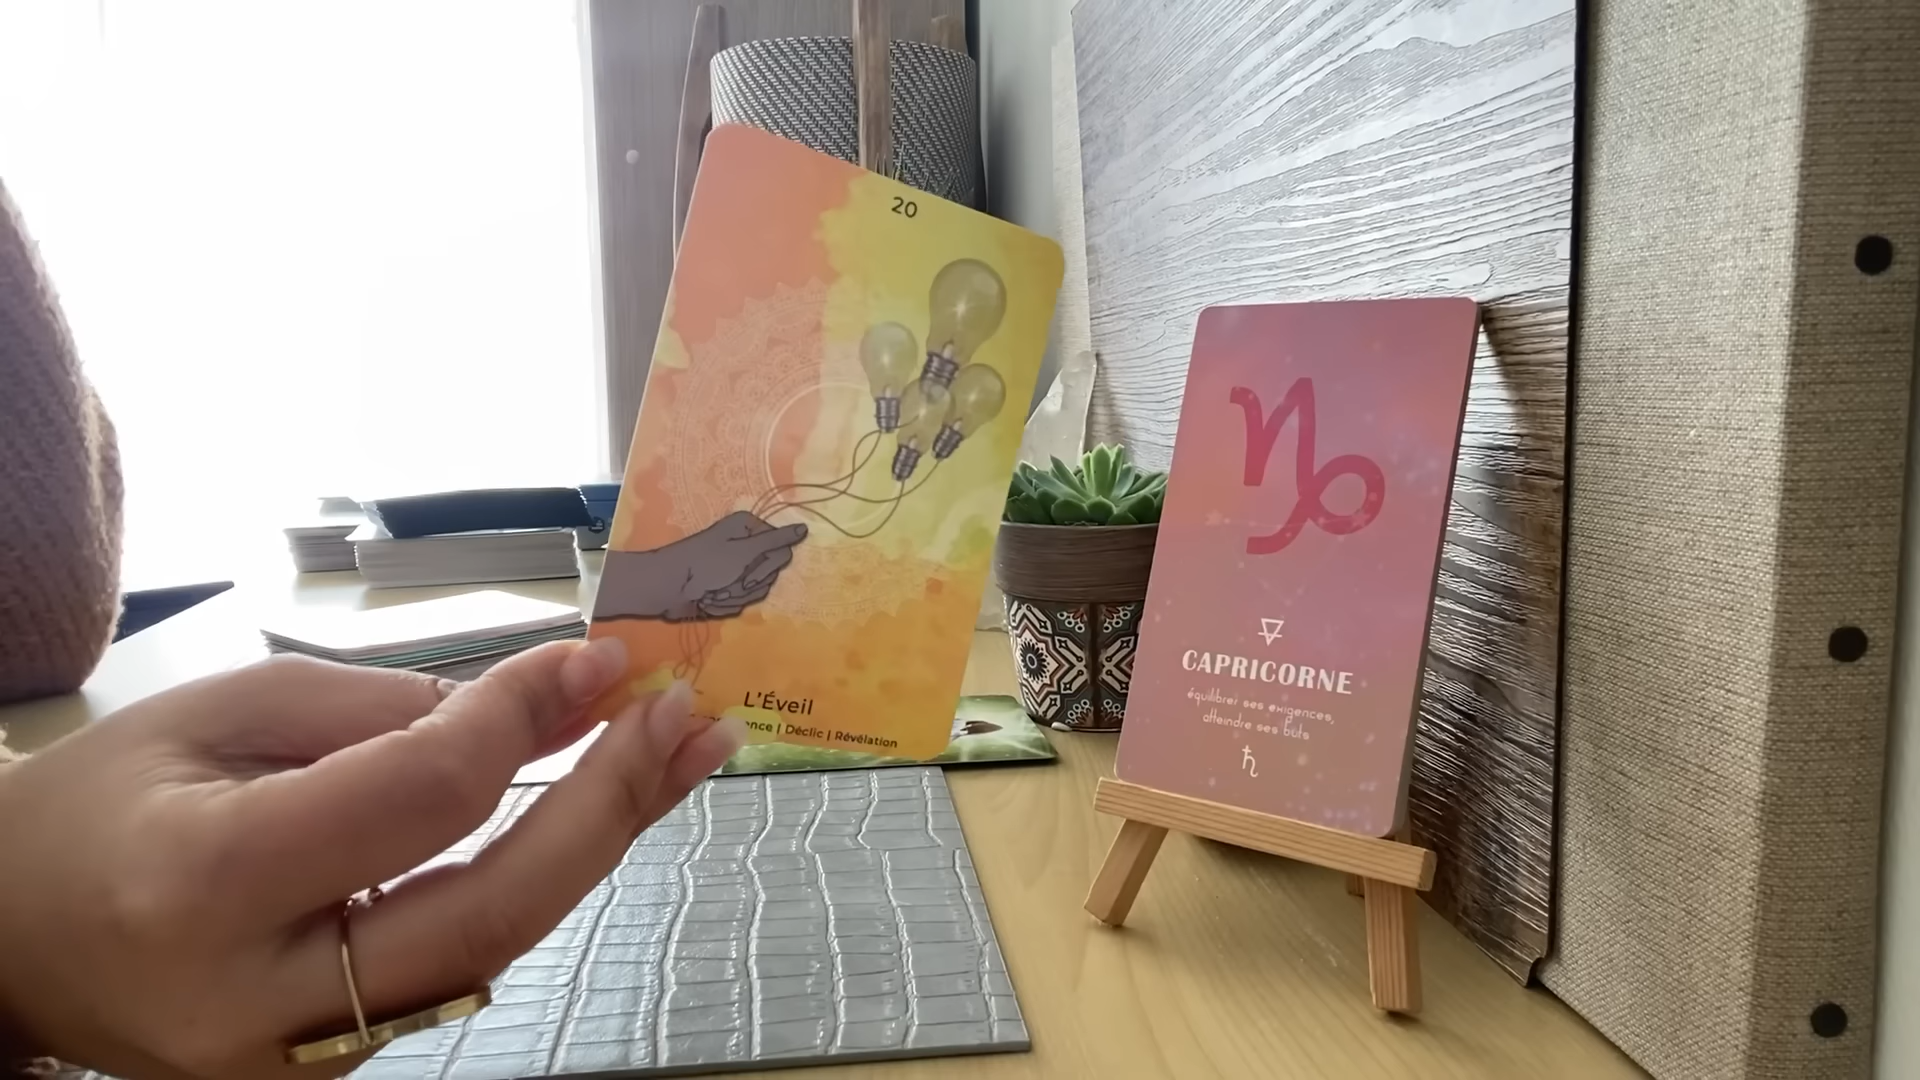 20
L'Éveil
| Déclic | Révélation
CAPRICORNE
équilibrer ses exigences,
atteindre ses buts